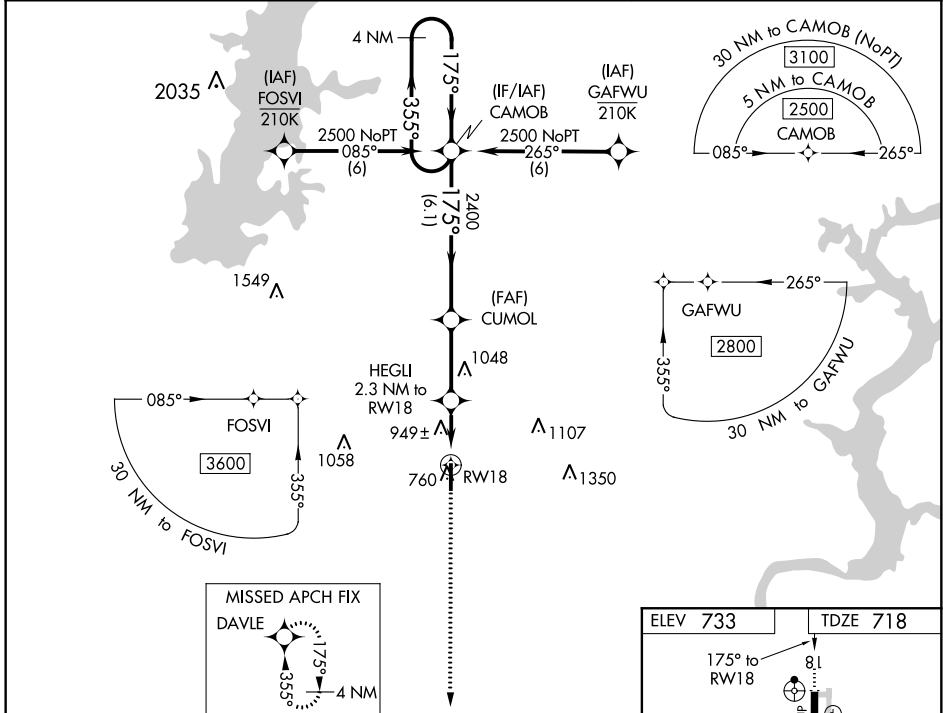 4 NM
175°
355°
2035
(IAF)
FOSVI
210K
2500 NoPT
085°
(6)
(IF/IAF)
CAMOB
(IAF)
GAFWU
210K
2500 NoPT
265°
(6)
30 NM to CAMOB (NoPT)
3100
5 NM to CAMOB
2500
CAMOB
085°
265°
2400
175°
(6.1)
1549
(FAF)
CUMOL
265°
GAFWU
2800
355°
30 NM to GAFWU
1048
HEGLI
2.3 NM to
RW18
949±
1107
085°
FOSVI
3600
355°
30 NM to FOSVI
1058
760
RW18
1350
MISSED APCH FIX
DAVLE
175°
355°
4 NM
ELEV 733
TDZE 718
175° to
RW18
18
P